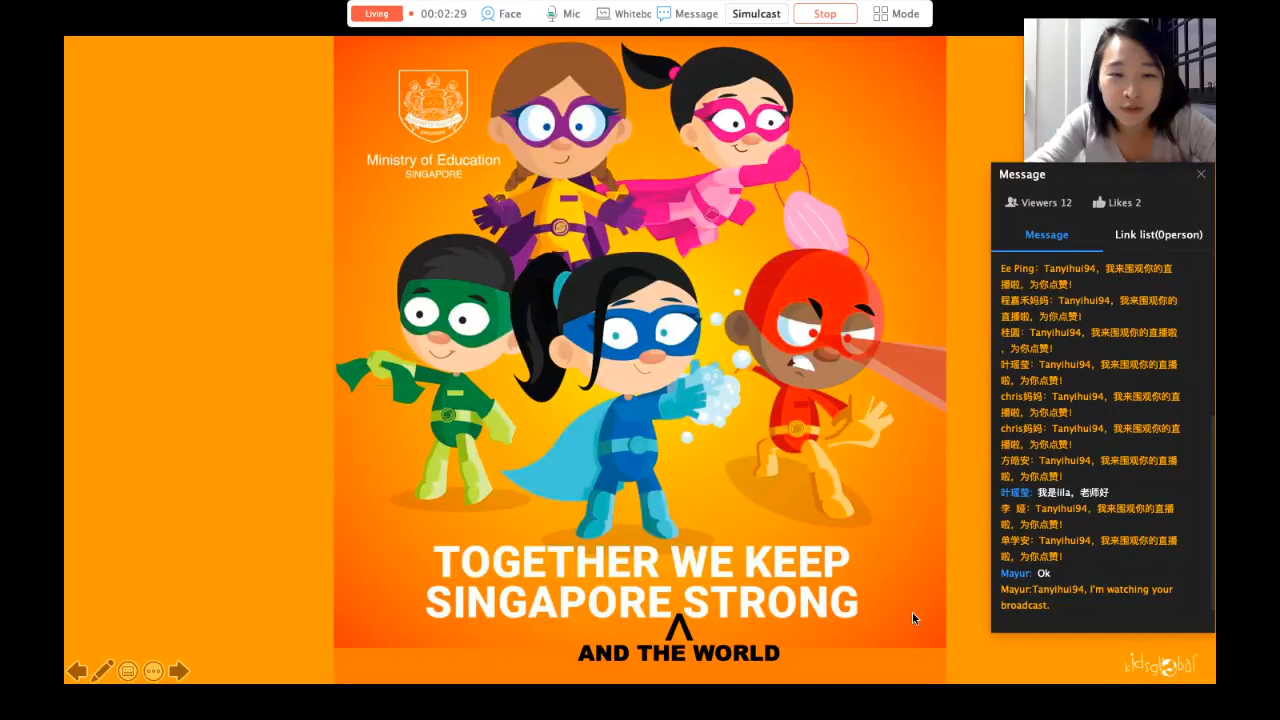 Living
00:02:29
Face
Mic
Whitebc
Message
Simulcast
Stop
Mode
Ministry of Education
SINGAPORE
TOGETHER WE KEEP
SINGAPORE STRONG
AND THE WORLD
Message
Viewers 12
Likes 2
Message
Link list(0person)
Ee Ping：Tanyihui94，我来围观你的直
播啦，为你点赞！
程嘉禾妈妈：Tanyihui94，我来围观你的
直播啦，为你点赞！
桂圆：Tanyihui94，我来围观你的直播啦
，为你点赞！
叶瑶莹：Tanyihui94，我来围观你的直播
啦，为你点赞！
chris妈妈：Tanyihui94，我来围观你的直
播啦，为你点赞！
chris妈妈：Tanyihui94，我来围观你的直
播啦，为你点赞！
方皓安：Tanyihui94，我来围观你的直播
啦，为你点赞！
叶瑶莹：我是lila，老师好
李 娅：Tanyihui94，我来围观你的直播
啦，为你点赞！
单学安：Tanyihui94，我来围观你的直播
啦，为你点赞！
Mayur: Ok
Mayur:Tanyihui94, I'm watching your
broadcast.
kidsglobal